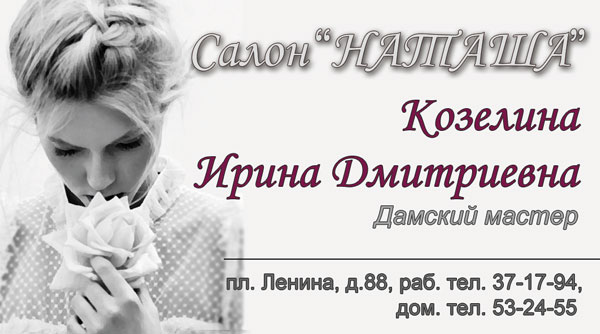 Салон “НАТАША”
Козелина
Ирина Дмитриевна
Дамский мастер
пл. Ленина, д.88, раб. тел. 37-17-94,
дом. тел. 53-24-55